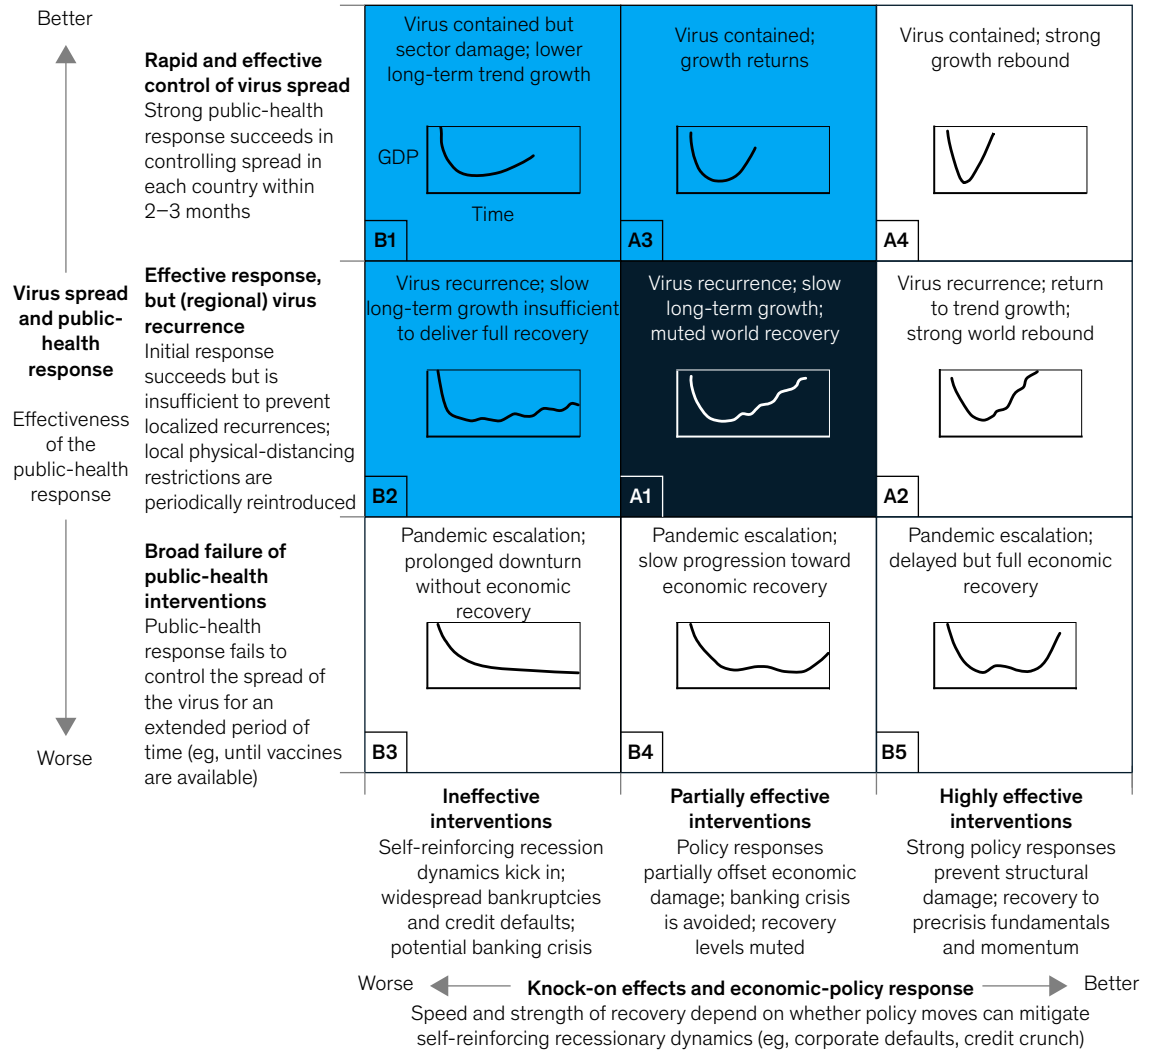 Better
Rapid and effective
control of virus spread
Strong public-health
response succeeds in
controlling spread in
each country within
2–3 months
Virus contained but
sector damage; lower
long-term trend growth
GDP
Time
B1
Virus contained;
growth returns
A3
Virus contained; strong
growth rebound
A4
Virus spread
and public-
health
response
Effectiveness
of the
public-health
response
Effective response,
but (regional) virus
recurrence
Initial response
succeeds but is
insufficient to prevent
localized recurrences;
local physical-distancing
restrictions are
periodically reintroduced
Virus recurrence; slow
long-term growth insufficient
to deliver full recovery
B2
Virus recurrence; slow
long-term growth;
muted world recovery
A1
Virus recurrence; return
to trend growth;
strong world rebound
A2
Broad failure of
public-health
interventions
Public-health
response fails to
control the spread of
the virus for an
extended period of
time (eg, until vaccines
are available)
Worse
Pandemic escalation;
prolonged downturn
without economic
recovery
B3
Pandemic escalation;
slow progression toward
economic recovery
B4
Pandemic escalation;
delayed but full economic
recovery
B5
Ineffective
interventions
Self-reinforcing recession
dynamics kick in;
widespread bankruptcies
and credit defaults;
potential banking crisis
Partially effective
interventions
Policy responses
partially offset economic
damage; banking crisis
is avoided; recovery
levels muted
Highly effective
interventions
Strong policy responses
prevent structural
damage; recovery to
precrisis fundamentals
and momentum
Worse
Knock-on effects and economic-policy response
Better
Speed and strength of recovery depend on whether policy moves can mitigate
self-reinforcing recessionary dynamics (eg, corporate defaults, credit crunch)